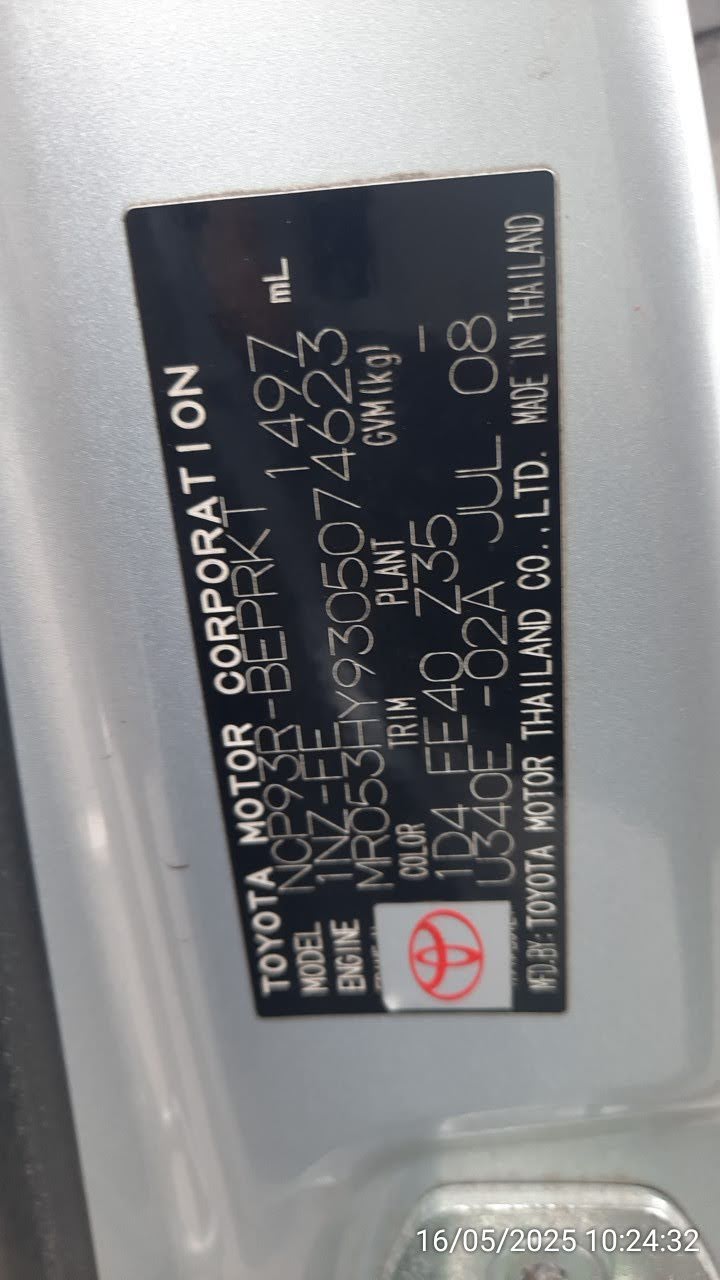 TOYOTA MOTOR CORPORATION
MODEL NCP93R-BEPRKT 1497 mL
ENGINE 1NZ-FE
MR053HY9305074623
COLOR TRIM PLANT GVM(kg)
1D4 FE40 Z35 -
U340E -02A JUL 08
MFD.BY: TOYOTA MOTOR THAILAND CO.,LTD. MADE IN THAILAND
16/05/2025 10:24:32